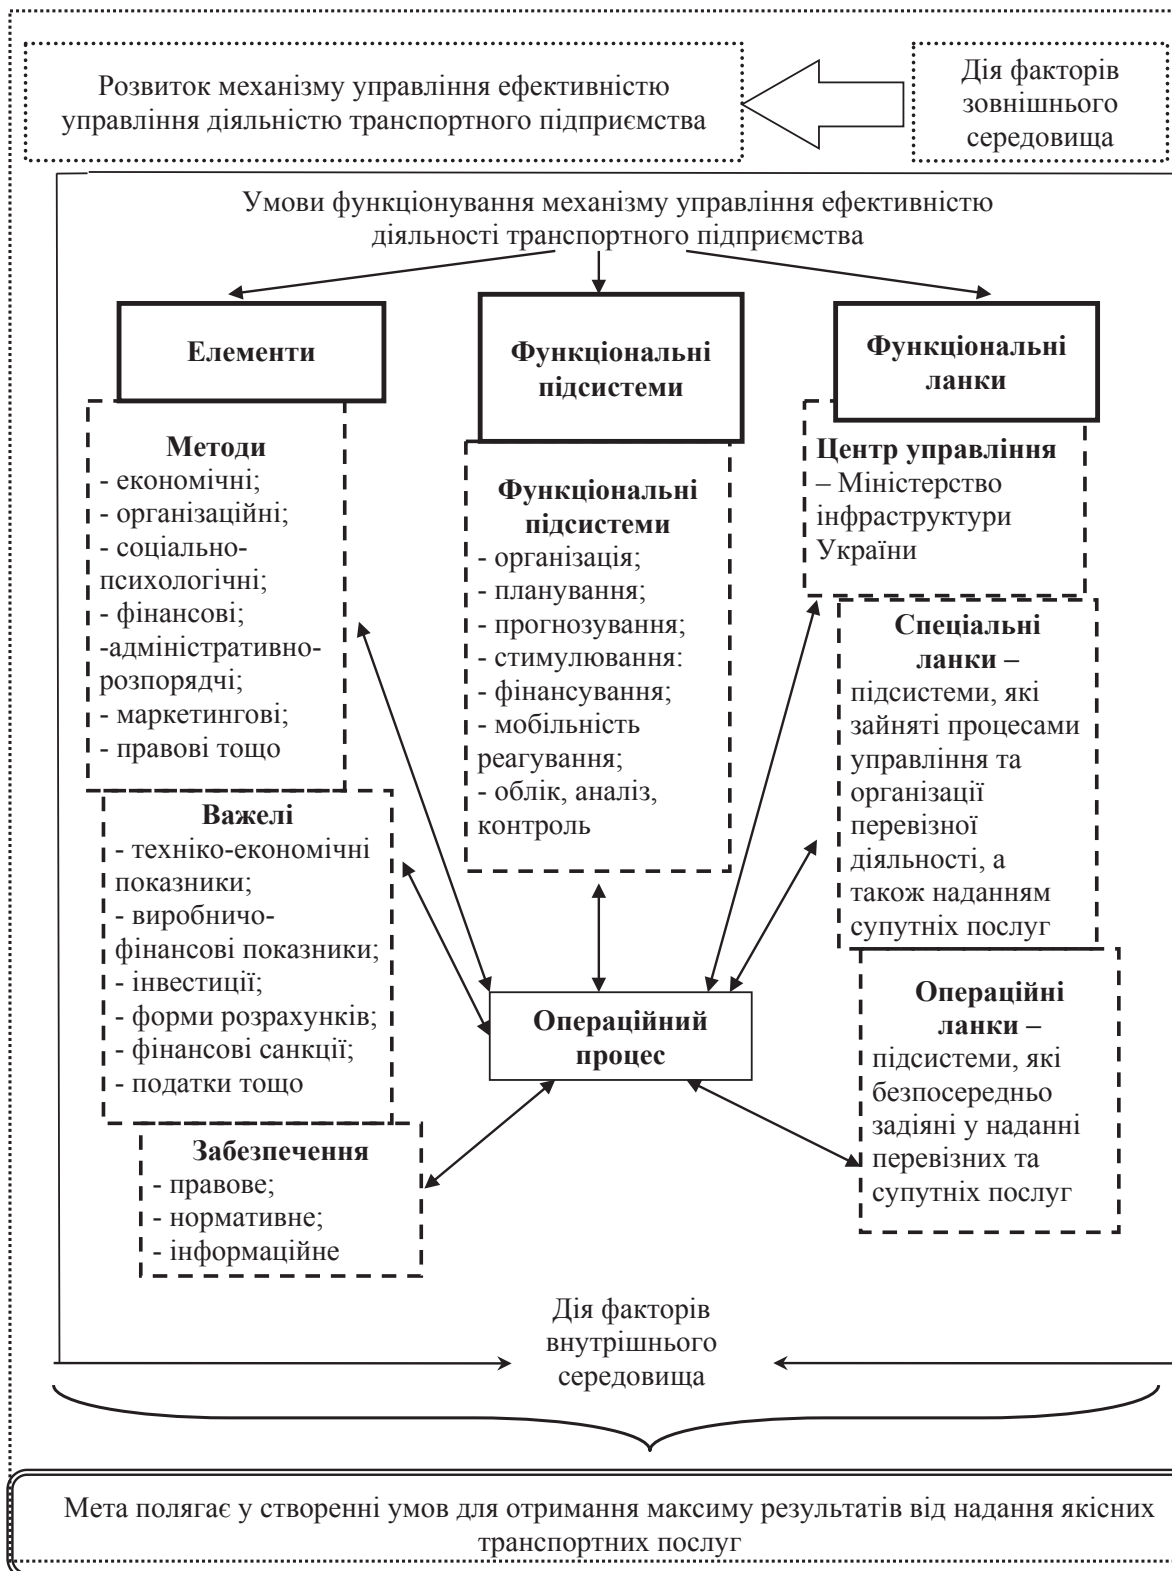 Розвиток механізму управління ефективністю
управління діяльністю транспортного підприємства
Дія факторів
зовнішнього
середовища
Умови функціонування механізму управління ефективністю
діяльності транспортного підприємства
Елементи
Методи
- економічні;
- організаційні;
- соціально-
психологічні;
- фінансові;
-адміністративно-
розпорядчі;
- маркетингові;
- правові тощо
Важелі
- техніко-економічні
показники;
- виробничо-
фінансові показники;
- інвестиції;
- форми розрахунків;
- фінансові санкції;
- податки тощо
Забезпечення
- правове;
- нормативне;
- інформаційне
Функціональні
підсистеми
Функціональні
підсистеми
- організація;
- планування;
- прогнозування;
- стимулювання:
- фінансування;
- мобільність
реагування;
- облік, аналіз,
контроль
Операційний
процес
Функціональні
ланки
Центр управління
– Міністерство
інфраструктури
України
Спеціальні
ланки –
підсистеми, які
зайняті процесами
управління та
організації
перевізної
діяльності, а
також наданням
супутніх послуг
Операційні
ланки –
підсистеми, які
безпосередньо
задіяні у наданні
перевізних та
супутніх послуг
Дія факторів
внутрішнього
середовища
Мета полягає у створенні умов для отримання максиму результатів від надання якісних
транспортних послуг